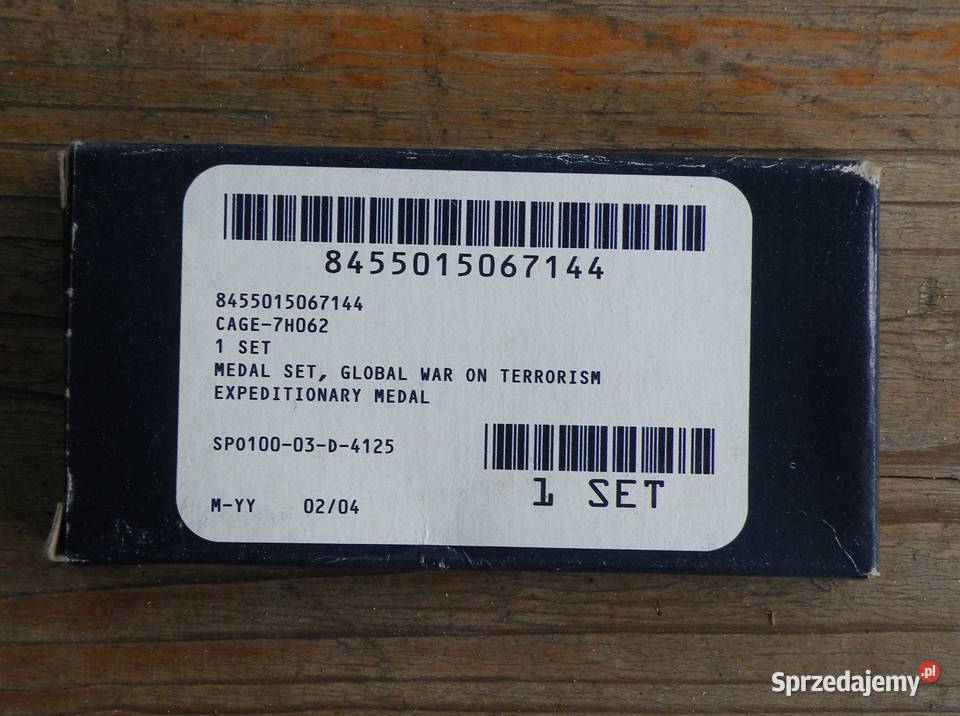 8455015067144
8455015067144
CAGE-7H062
1 SET
MEDAL SET, GLOBAL WAR ON TERRORISM
EXPEDITIONARY MEDAL
SPO100-03-D-4125
1 SET
M-YY 02/04
Sprzedajemy.pl